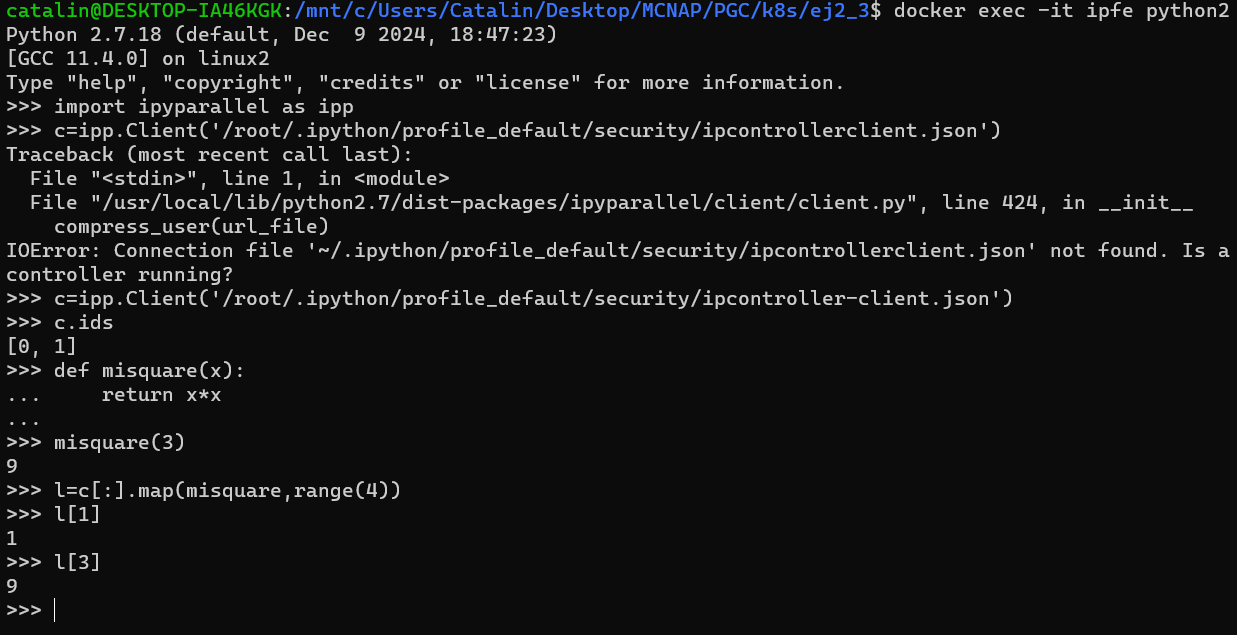 catalin@DESKTOP-IA46KGK:/mnt/c/Users/Catalin/Desktop/MCNAP/PGC/k8s/ej2_3$ docker exec -it ipfe python2
Python 2.7.18 (default, Dec  9 2024, 18:47:23)
[GCC 11.4.0] on linux2
Type "help", "copyright", "credits" or "license" for more information.
>>> import ipyparallel as ipp
>>> c=ipp.Client('/root/.ipython/profile_default/security/ipcontrollerclient.json')
Traceback (most recent call last):
  File "<stdin>", line 1, in <module>
  File "/usr/local/lib/python2.7/dist-packages/ipyparallel/client/client.py", line 424, in __init__
    compress_user(url_file)
IOError: Connection file '~/.ipython/profile_default/security/ipcontrollerclient.json' not found. Is a
controller running?
>>> c=ipp.Client('/root/.ipython/profile_default/security/ipcontroller-client.json')
>>> c.ids
[0, 1]
>>> def misquare(x):
...     return x*x
...
>>> misquare(3)
9
>>> l=c[:].map(misquare,range(4))
>>> l[1]
1
>>> l[3]
9
>>>